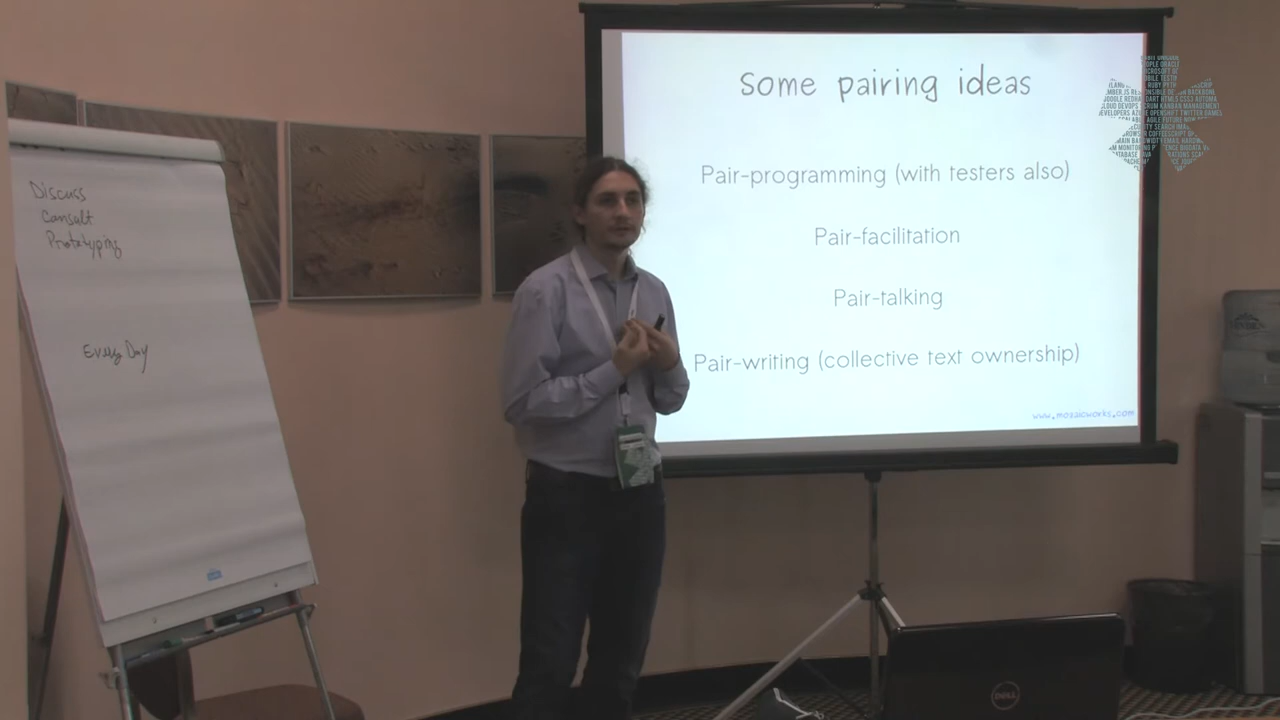 Discuss
Consult
Prototyping
Every Day
some pairing ideas
Pair-programming (with testers also)
Pair-facilitation
Pair-talking
Pair-writing (collective text ownership)
www.mozaicworks.com
DELL